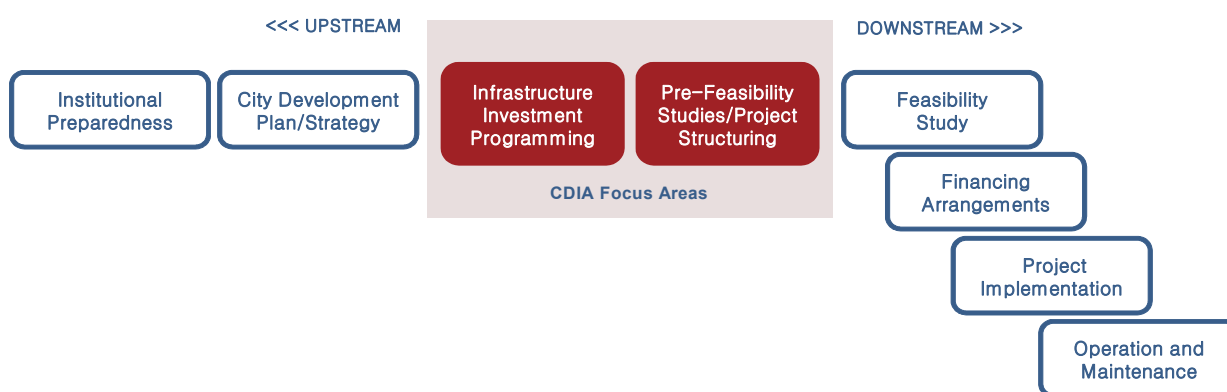 <<< UPSTREAM
DOWNSTREAM >>>
Institutional
Preparedness
City Development
Plan/Strategy
Infrastructure
Investment
Programming
Pre-Feasibility
Studies/Project
Structuring
CDIA Focus Areas
Feasibility
Study
Financing
Arrangements
Project
Implementation
Operation and
Maintenance